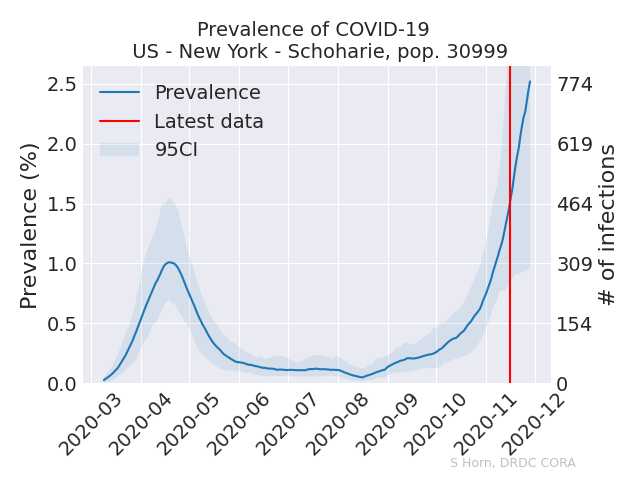 Prevalence of COVID-19
US - New York - Schoharie, pop. 30999
Prevalence
Latest data
95CI
Prevalence (%)
2.5
2.0
1.5
1.0
0.5
0.0
774
619
464
309
154
0
# of infections
2020-03
2020-04
2020-05
2020-06
2020-07
2020-08
2020-09
2020-10
2020-11
2020-12
S Horn, DRDC CORA